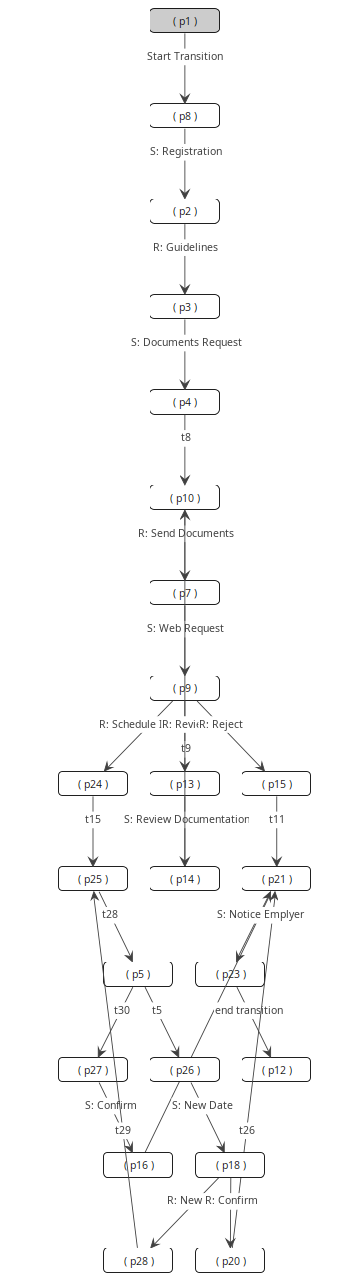 ( p1 )
Start Transition
( p8 )
S: Registration
( p2 )
R: Guidelines
( p3 )
S: Documents Request
( p4 )
t8
( p10 )
R: Send Documents
( p7 )
S: Web Request
( p9 )
R: Schedule R: Revi R: Reject
t9
( p24 ) ( p13 ) ( p15 )
t15 S: Review Documentation t11
( p25 ) ( p14 ) ( p21 )
t28 S: Notice Emplyer
( p5 ) ( p23 )
t30 t5 end transition
( p27 ) ( p26 ) ( p12 )
S: Confirm S: New Date
t29 t26
( p16 ) ( p18 )
R: New R: Confirm
( p28 ) ( p20 )